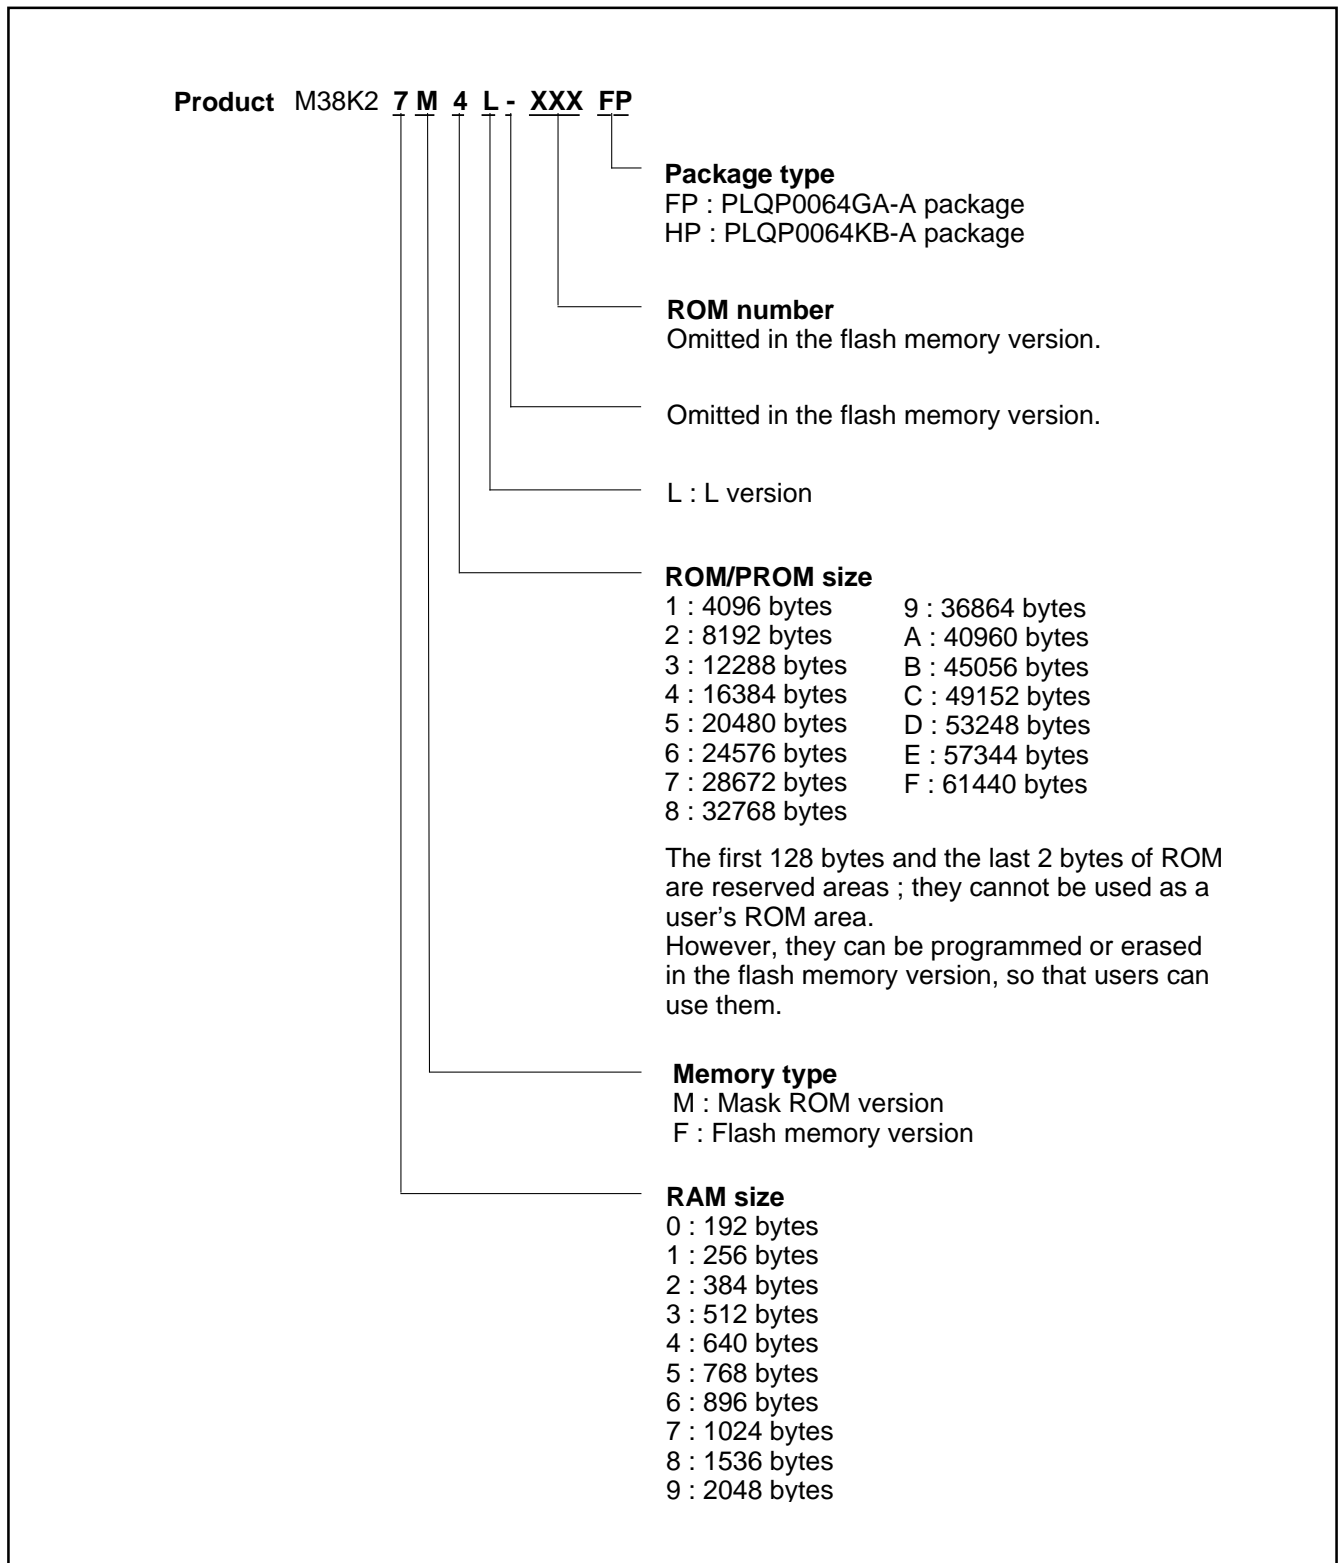 Product M38K2 7 M 4 L - XXX FP
Package type
FP : PLQP0064GA-A package
HP : PLQP0064KB-A package
ROM number
Omitted in the flash memory version.
Omitted in the flash memory version.
L : L version
ROM/PROM size
1 : 4096 bytes
2 : 8192 bytes
3 : 12288 bytes
4 : 16384 bytes
5 : 20480 bytes
6 : 24576 bytes
7 : 28672 bytes
8 : 32768 bytes
9 : 36864 bytes
A : 40960 bytes
B : 45056 bytes
C : 49152 bytes
D : 53248 bytes
E : 57344 bytes
F : 61440 bytes
The first 128 bytes and the last 2 bytes of ROM
are reserved areas ; they cannot be used as a
user’s ROM area.
However, they can be programmed or erased
in the flash memory version, so that users can
use them.
Memory type
M : Mask ROM version
F : Flash memory version
RAM size
0 : 192 bytes
1 : 256 bytes
2 : 384 bytes
3 : 512 bytes
4 : 640 bytes
5 : 768 bytes
6 : 896 bytes
7 : 1024 bytes
8 : 1536 bytes
9 : 2048 bytes